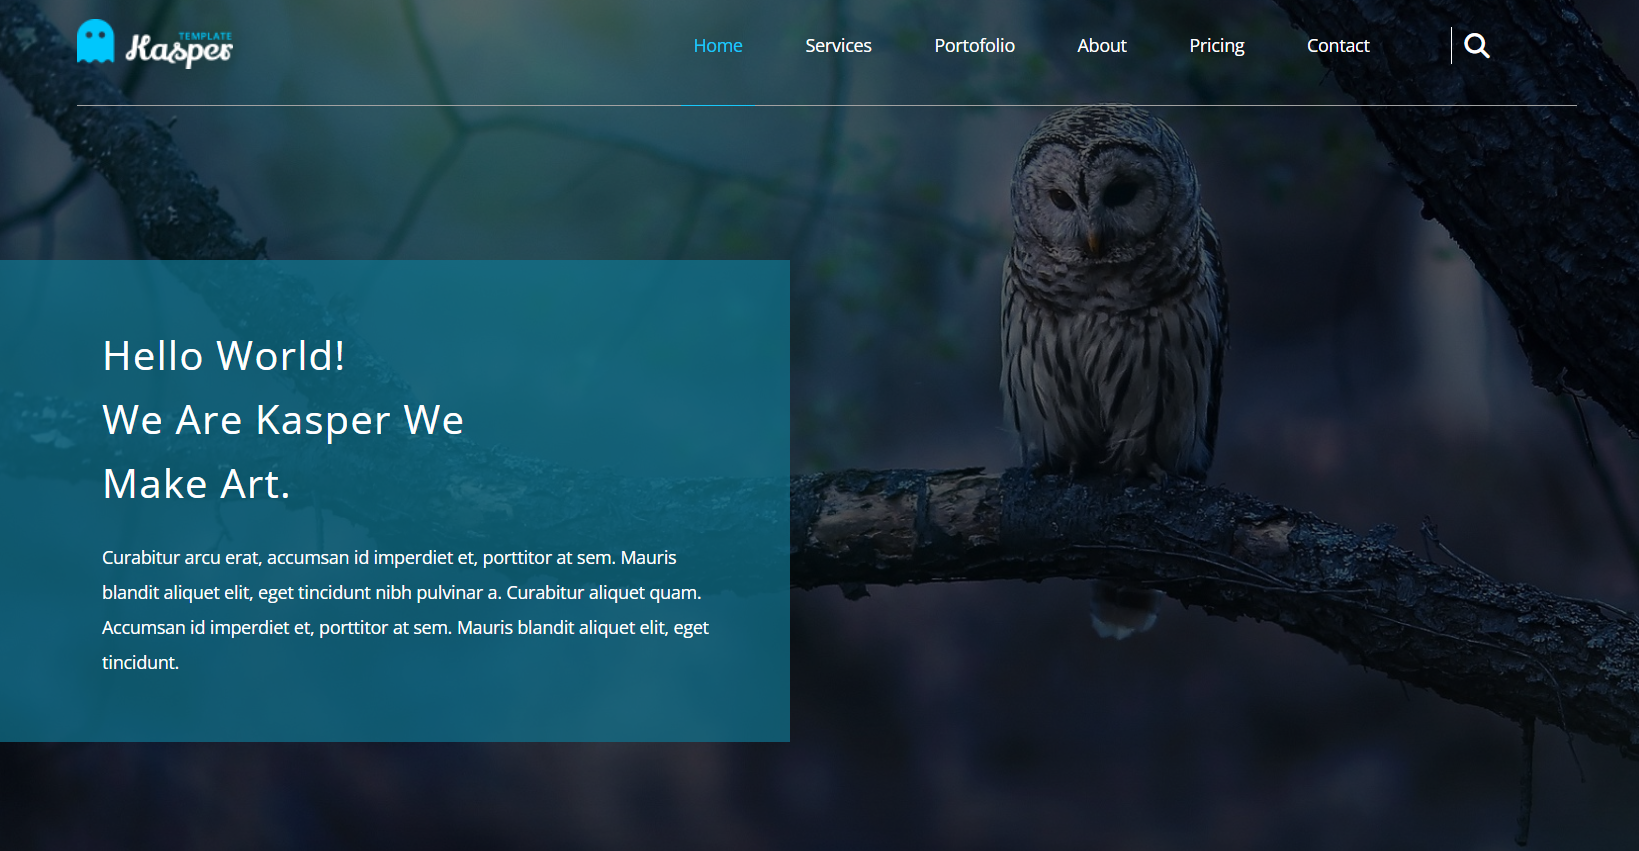 TEMPLATE
Kasper
Home Services Portofolio About Pricing Contact
Hello World!
We Are Kasper We
Make Art.
Curabitur arcu erat, accumsan id imperdiet et, porttitor at sem. Mauris
blandit aliquet elit, eget tincidunt nibh pulvinar a. Curabitur aliquet quam.
Accumsan id imperdiet et, porttitor at sem. Mauris blandit aliquet elit, eget
tincidunt.